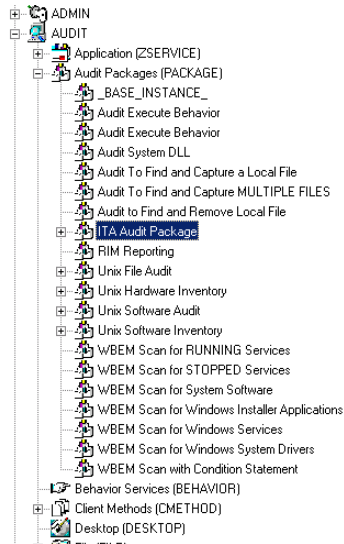 ADMIN
AUDIT
Application (ZSERVICE)
Audit Packages (PACKAGE)
_BASE_INSTANCE_
Audit Execute Behavior
Audit Execute Behavior
Audit System DLL
Audit To Find and Capture a Local File
Audit To Find and Capture MULTIPLE FILES
Audit to Find and Remove Local File
ITA Audit Package
RIM Reporting
Unix File Audit
Unix Hardware Inventory
Unix Software Audit
Unix Software Inventory
WBEM Scan for RUNNING Services
WBEM Scan for STOPPED Services
WBEM Scan for System Software
WBEM Scan for Windows Installer Applications
WBEM Scan for Windows Services
WBEM Scan for Windows System Drivers
WBEM Scan with Condition Statement
Behavior Services (BEHAVIOR)
Client Methods (CMETHOD)
Desktop (DESKTOP)